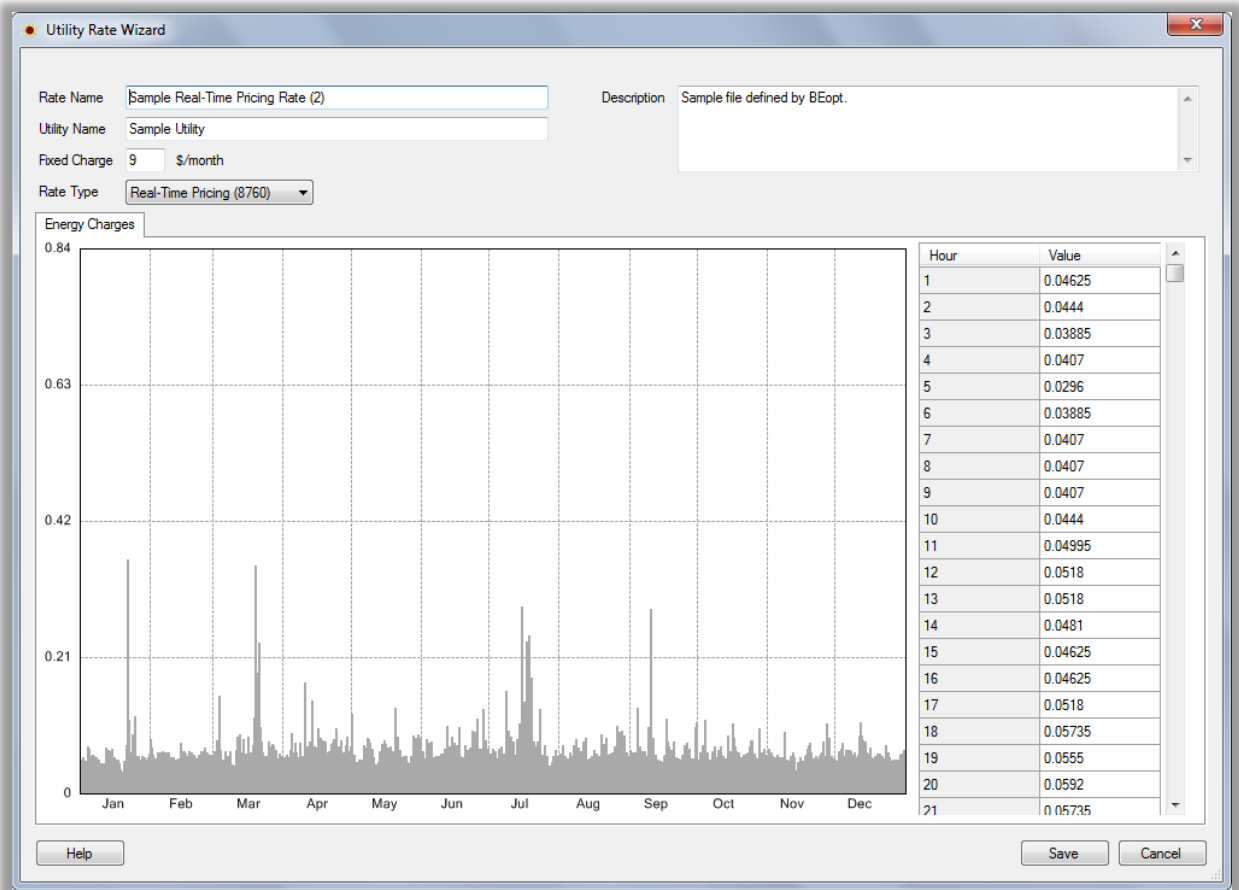 Utility Rate Wizard
Rate Name Sample Real-Time Pricing Rate (2)
Description Sample file defined by BEopt.
Utility Name Sample Utility
Fixed Charge 9 $/month
Rate Type Real-Time Pricing (8760)
Energy Charges
0.84
0.63
0.42
0.21
0
Jan Feb Mar Apr May Jun Jul Aug Sep Oct Nov Dec
Hour Value
1 0.04625
2 0.0444
3 0.03885
4 0.0407
5 0.0296
6 0.03885
7 0.0407
8 0.0407
9 0.0407
10 0.0444
11 0.04995
12 0.0518
13 0.0518
14 0.0481
15 0.04625
16 0.04625
17 0.0518
18 0.05735
19 0.0555
20 0.0592
21 0.05735
Help Save Cancel